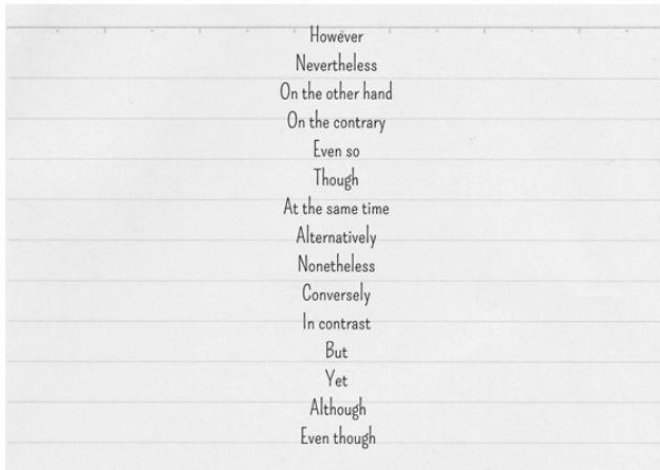 However
Nevertheless
On the other hand
On the contrary
Even so
Though
At the same time
Alternatively
Nonetheless
Conversely
In contrast
But
Yet
Although
Even though